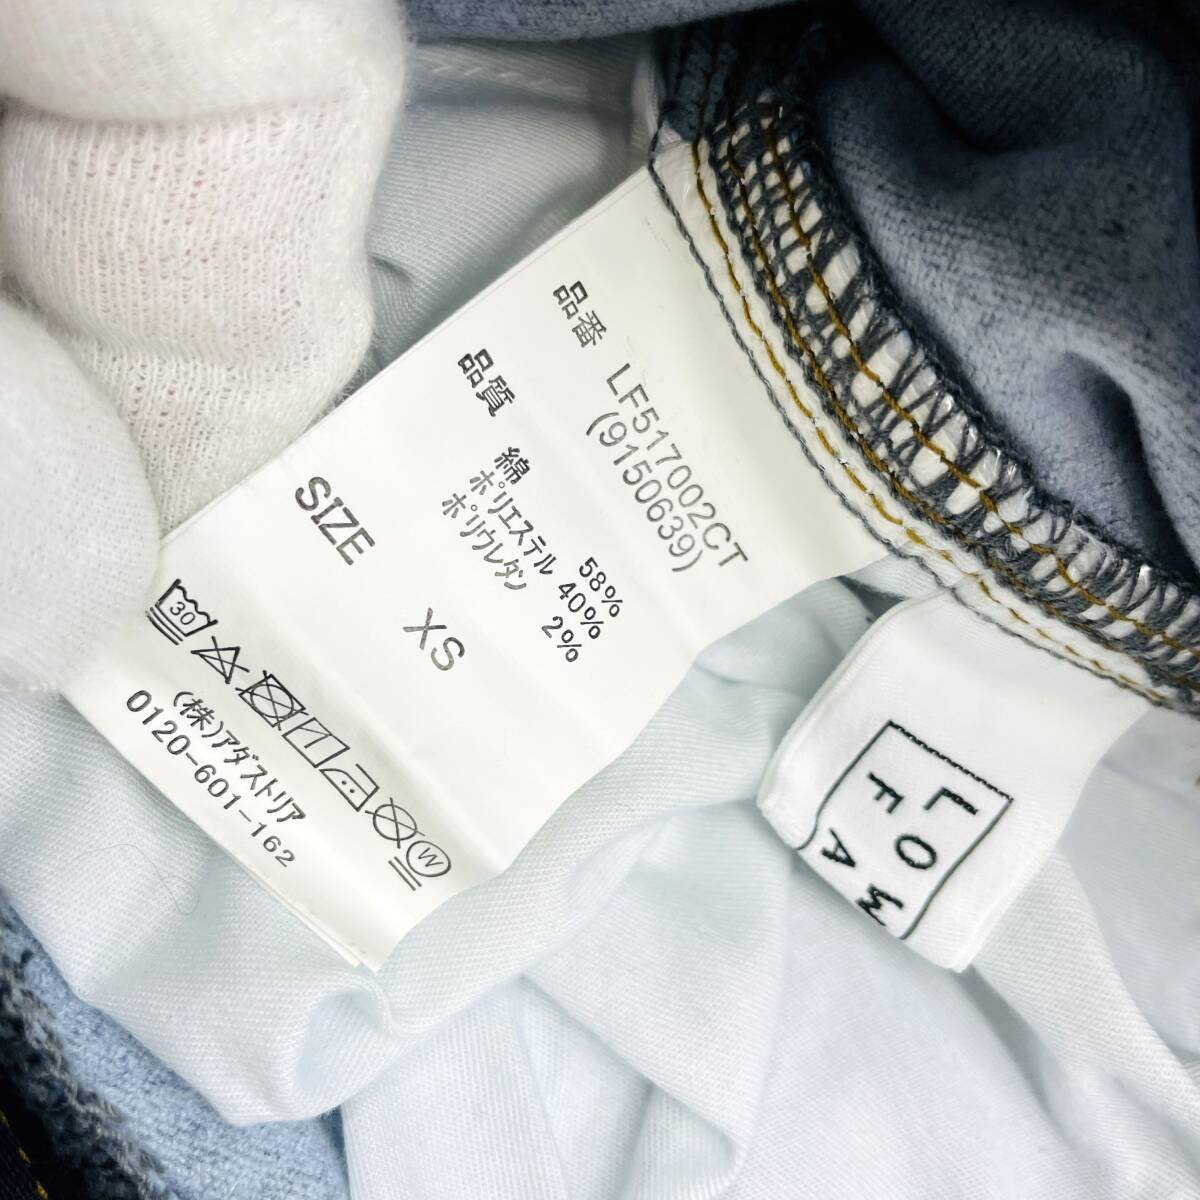 品番 LF517002CT
(9150639)
品質 綿 58%
ポリエステル 40%
ポリウレタン 2%
SIZE XS
30
W
(株)アダストリア
0120-601-162
LOW
FA